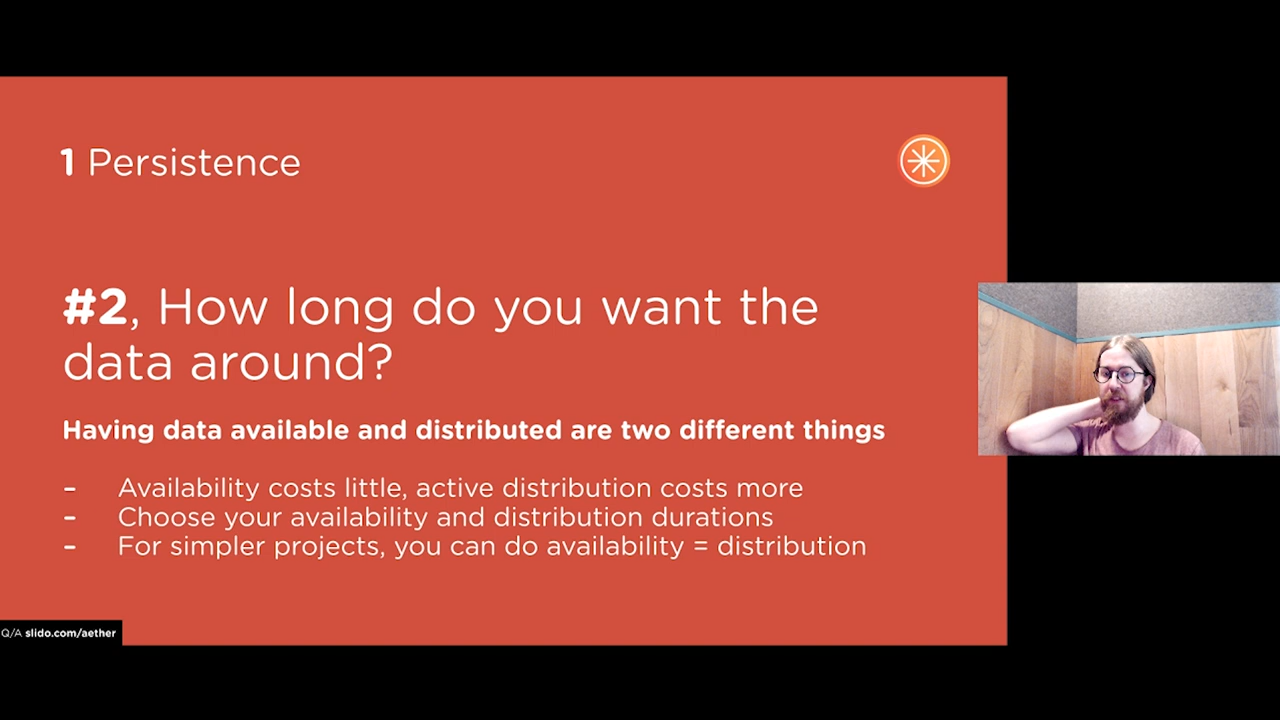 1 Persistence
#2, How long do you want the
data around?
Having data available and distributed are two different things
- Availability costs little, active distribution costs more
- Choose your availability and distribution durations
- For simpler projects, you can do availability = distribution
Q/A slido.com/aether